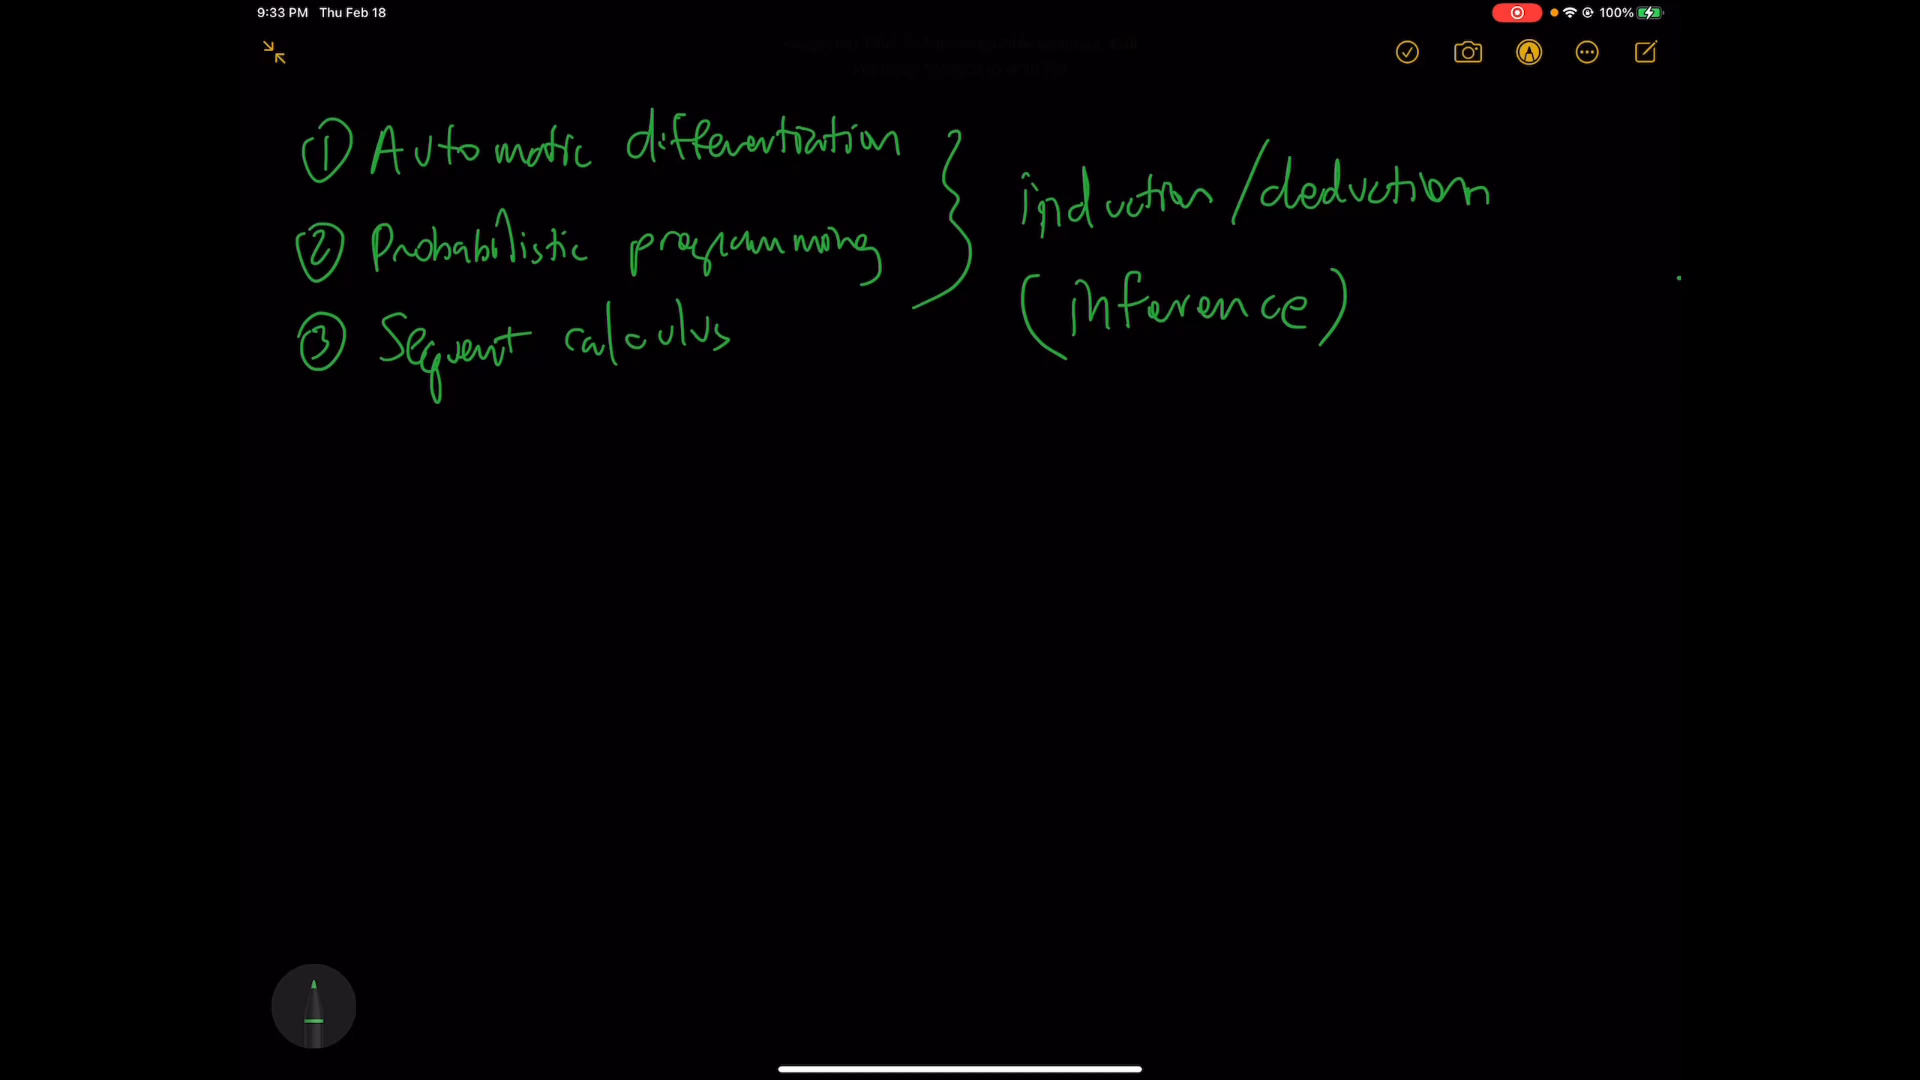 9:33 PM Thu Feb 18
100%
① Automatic differentiation
② Probabilistic programming
③ Sequent calculus
induction/deduction
(inference)